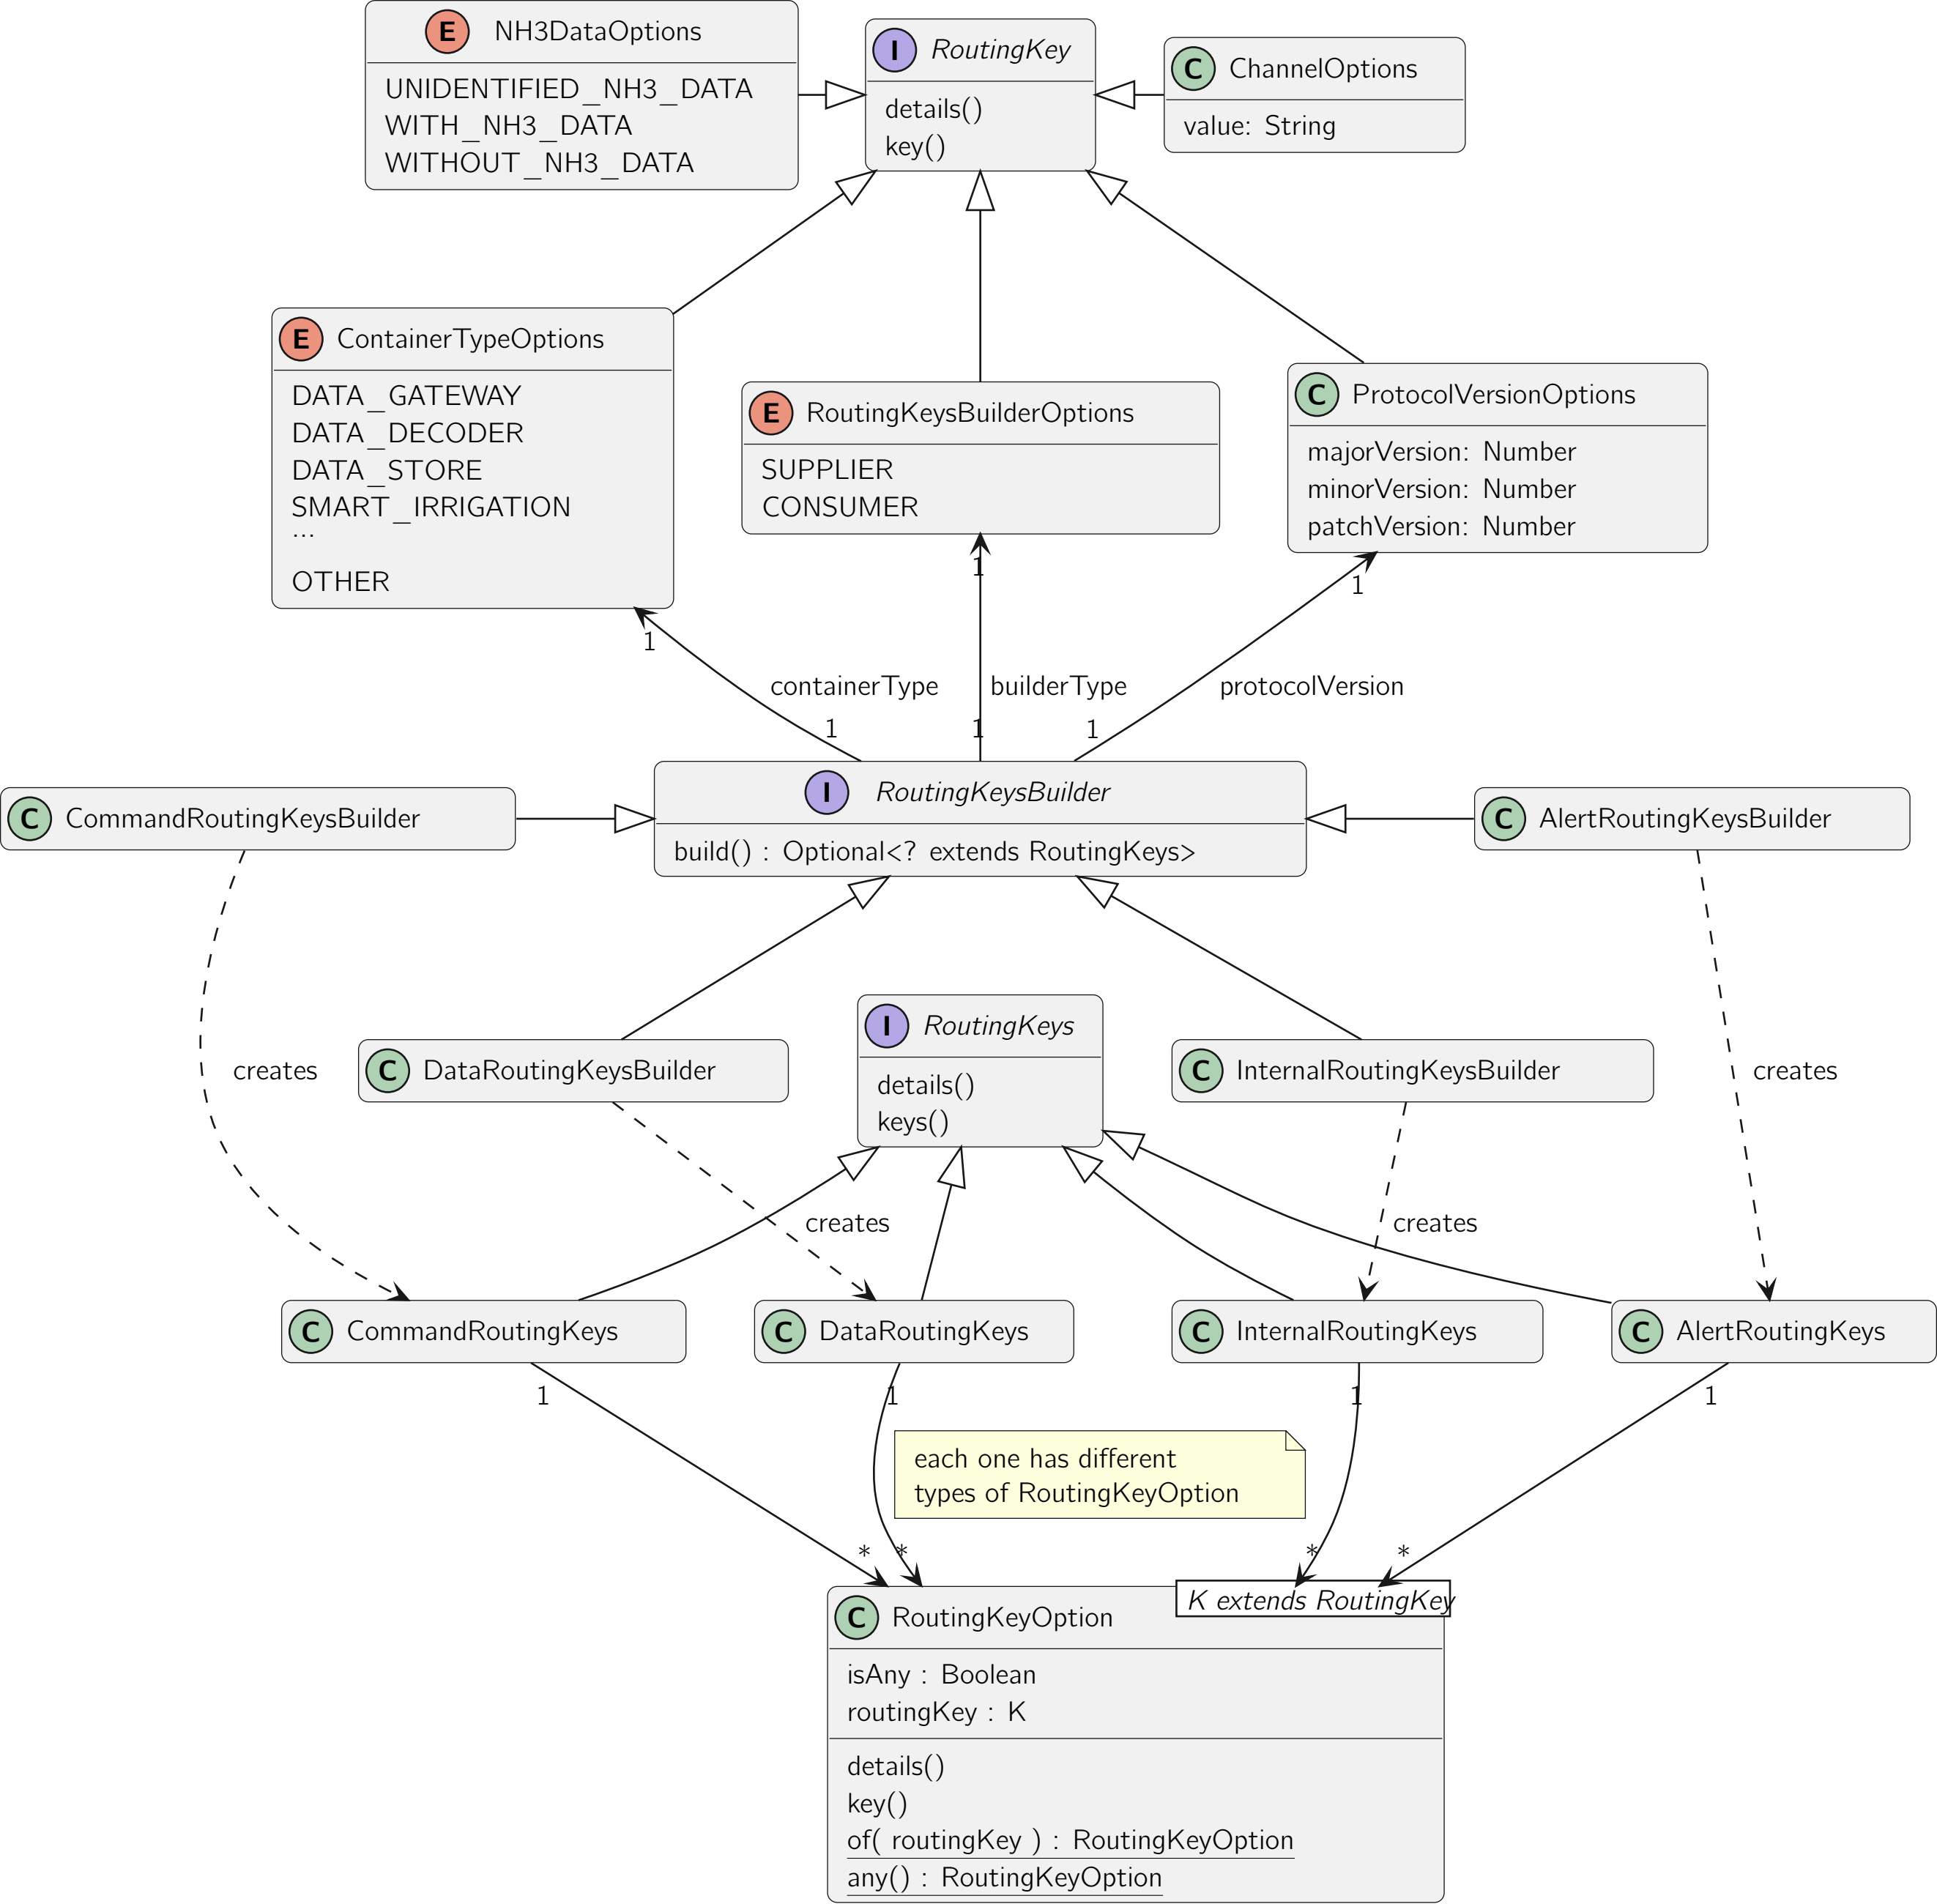 E NH3DataOptions
UNIDENTIFIED_NH3_DATA
WITH_NH3_DATA
WITHOUT_NH3_DATA
I RoutingKey
details()
key()
C ChannelOptions
value: String
E ContainerTypeOptions
DATA_GATEWAY
DATA_DECODER
DATA_STORE
SMART_IRRIGATION
...
OTHER
E RoutingKeysBuilderOptions
SUPPLIER
CONSUMER
C ProtocolVersionOptions
majorVersion: Number
minorVersion: Number
patchVersion: Number
1
1
1
containerType
builderType
protocolVersion
1
1
1
C CommandRoutingKeysBuilder
I RoutingKeysBuilder
build() : Optional<? extends RoutingKeys>
C AlertRoutingKeysBuilder
creates
C DataRoutingKeysBuilder
I RoutingKeys
details()
keys()
C InternalRoutingKeysBuilder
creates
creates
creates
C CommandRoutingKeys
C DataRoutingKeys
C InternalRoutingKeys
C AlertRoutingKeys
1
1
1
1
each one has different
types of RoutingKeyOption
*
*
*
*
K extends RoutingKey
C RoutingKeyOption
isAny : Boolean
routingKey : K
details()
key()
of( routingKey ) : RoutingKeyOption
any() : RoutingKeyOption